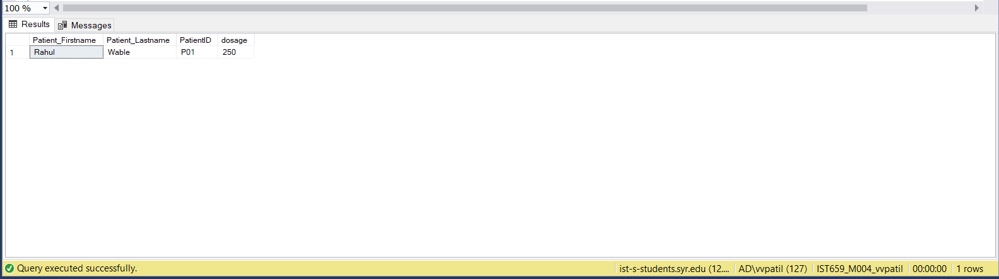 100 %
Results Messages
Patient_Firstname Patient_Lastname PatientID dosage
1 Rahul Wable P01 250
Query executed successfully. ist-s-students.syr.edu (12.... AD\vvpatil (127) IST659_M004_vvpatil 00:00:00 1 rows